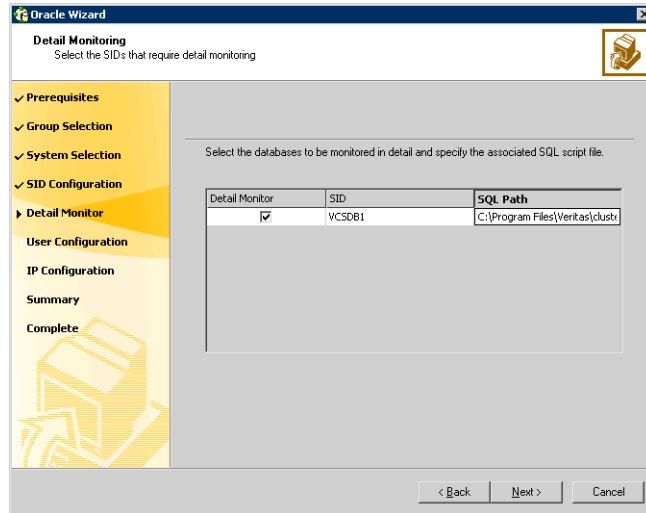 Oracle Wizard
Detail Monitoring
Select the SIDs that require detail monitoring
Prerequisites
Group Selection
System Selection
SID Configuration
Detail Monitor
User Configuration
IP Configuration
Summary
Complete
Select the databases to be monitored in detail and specify the associated SQL script file.
Detail Monitor SID SQL Path
VCSDB1 C:\Program Files\Veritas\cluste
< Back Next > Cancel